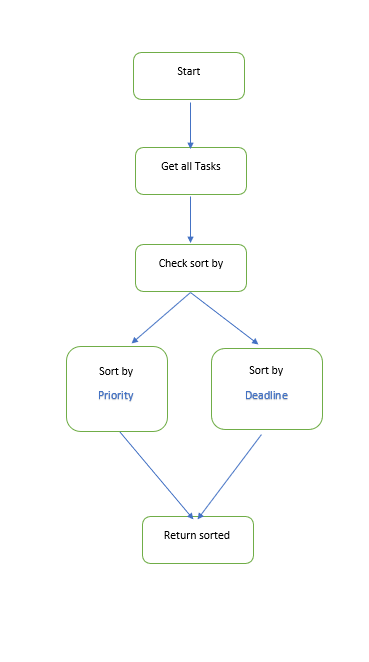 Start
Get all Tasks
Check sort by
Sort by
Priority
Sort by
Deadline
Return sorted